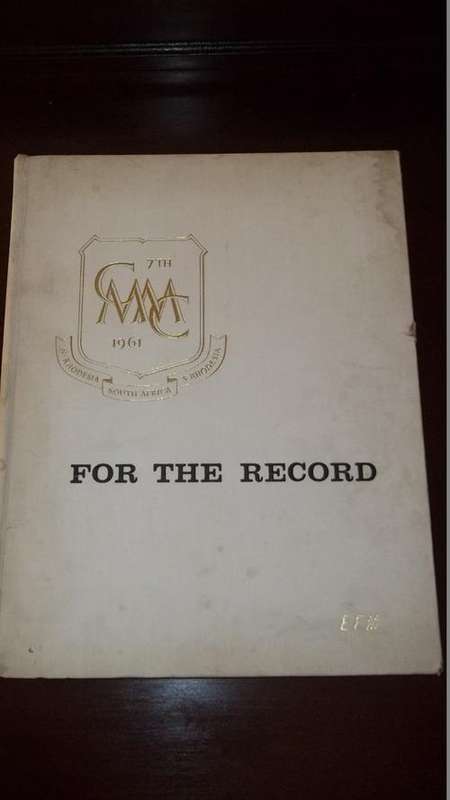 7TH
CMMC
1961
N. RHODESIA SOUTH AFRICA S. RHODESIA
FOR THE RECORD